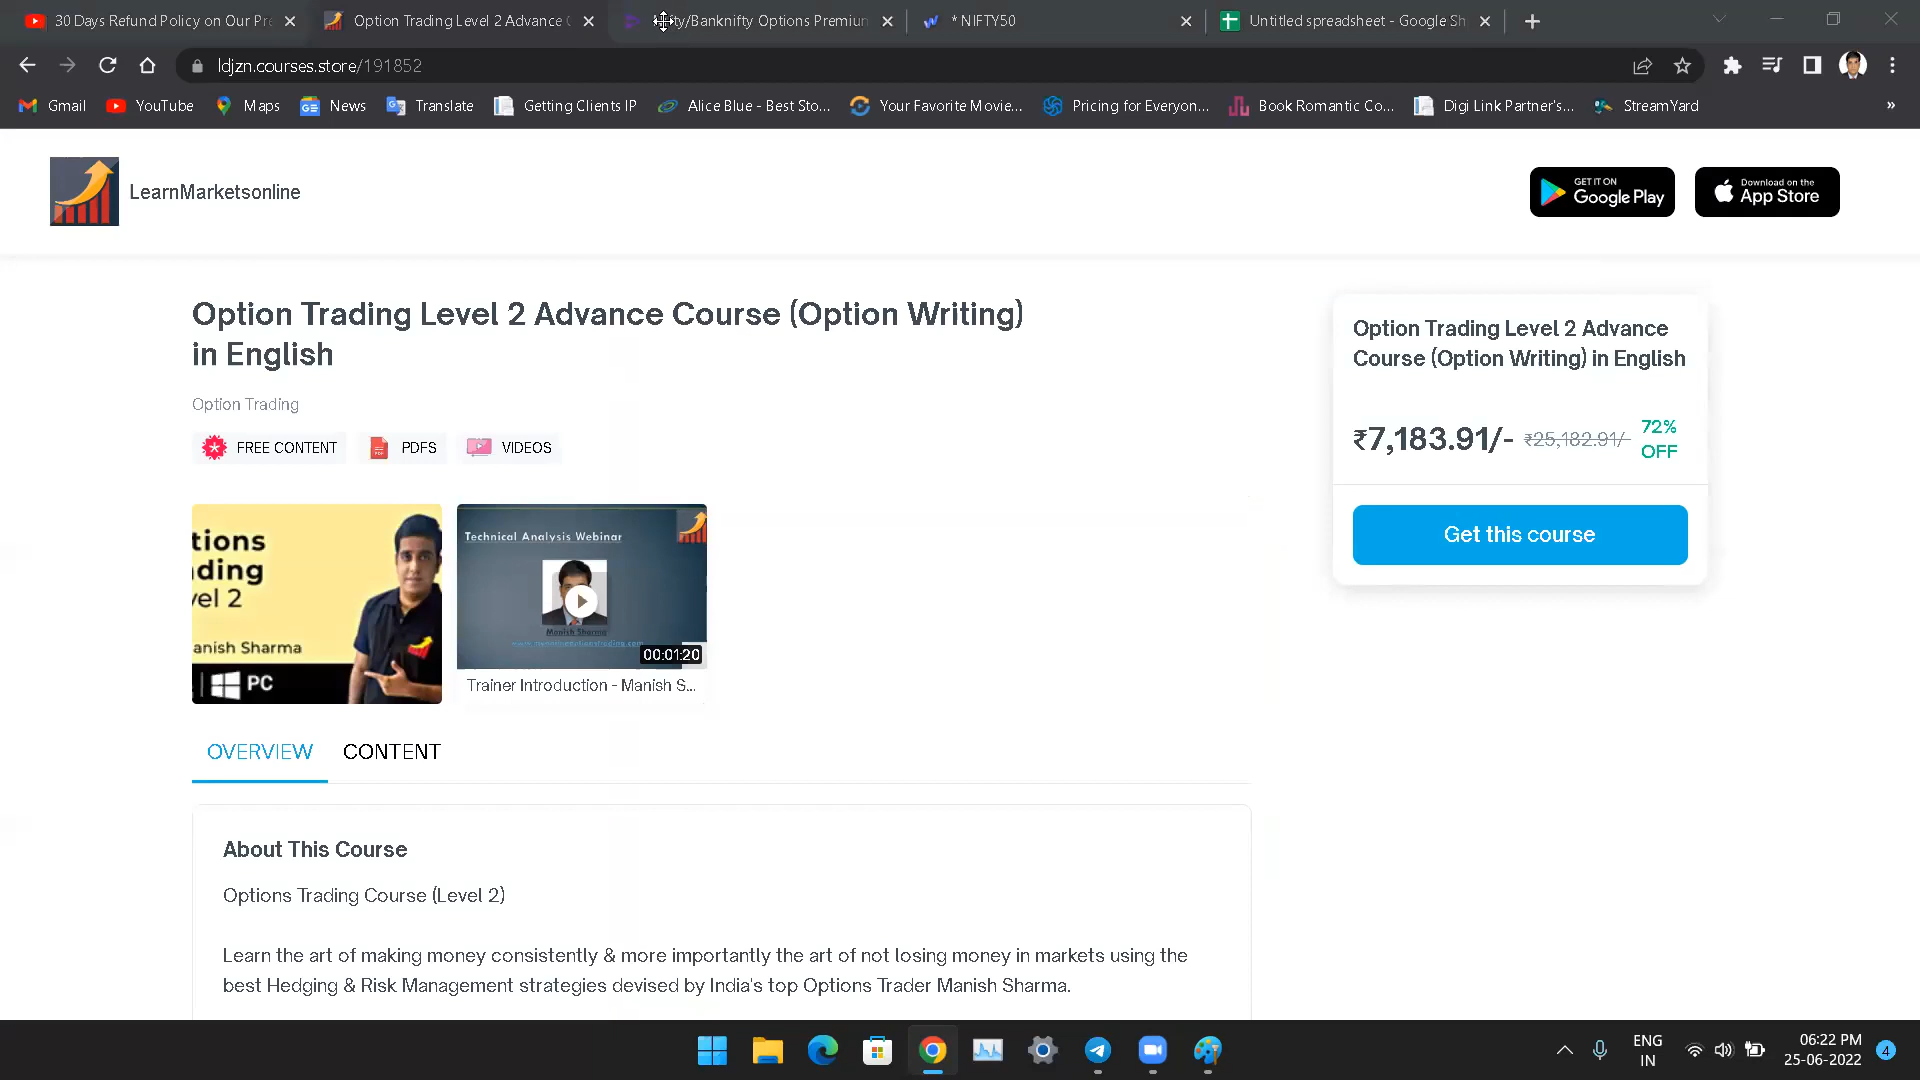 30 Days Refund Policy on Our Pre
Option Trading Level 2 Advance C
ty/Banknifty Options Premium
* NIFTY50
Untitled spreadsheet - Google Sh
ldjzn.courses.store/191852
Gmail
YouTube
Maps
News
Translate
Getting Clients IP
Alice Blue - Best Sto...
Your Favorite Movie...
Pricing for Everyon...
Book Romantic Co...
Digi Link Partner's...
StreamYard
»
LearnMarketsonline
GET IT ON
Google Play
Download on the
App Store
Option Trading Level 2 Advance Course (Option Writing)
in English
Option Trading
FREE CONTENT
PDFS
VIDEOS
tions
ding
vel 2
anish Sharma
PC
Technical Analysis Webinar
Manish Sharma
00:01:20
Trainer Introduction - Manish S...
Option Trading Level 2 Advance
Course (Option Writing) in English
₹7,183.91/- ₹25,182.91/- 72%
OFF
Get this course
OVERVIEW
CONTENT
About This Course
Options Trading Course (Level 2)
Learn the art of making money consistently & more importantly the art of not losing money in markets using the
best Hedging & Risk Management strategies devised by India's top Options Trader Manish Sharma.
ENG
IN
06:22 PM
25-06-2022
4